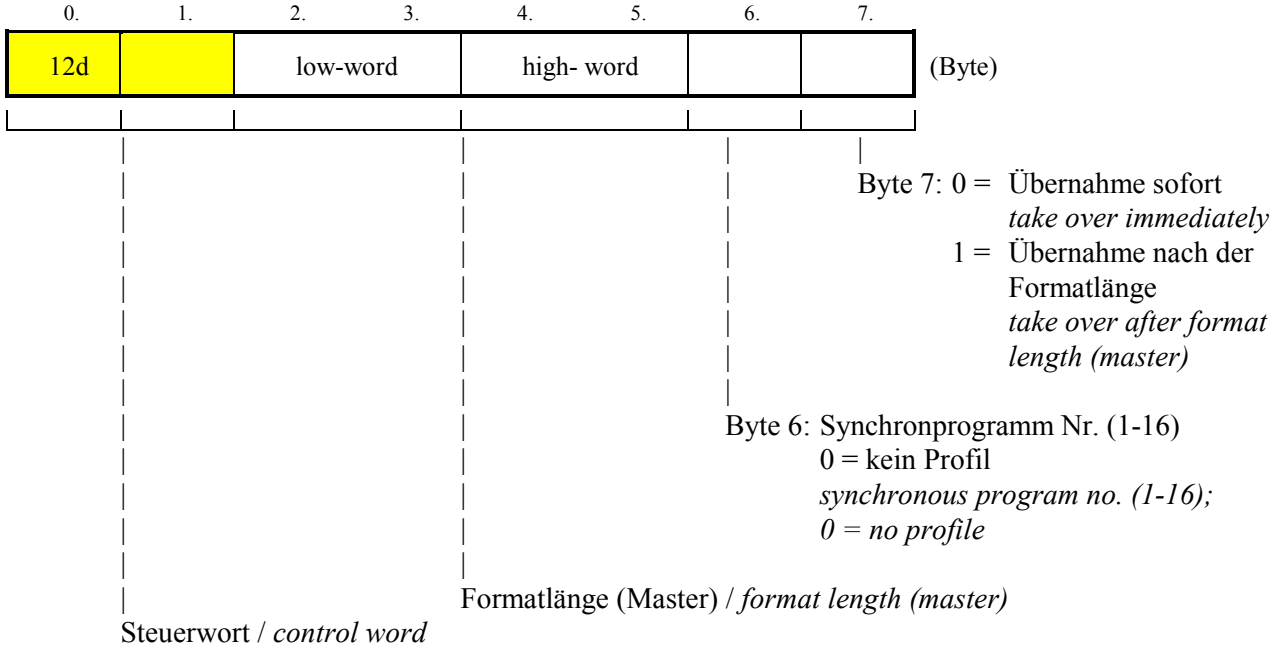 0. 1. 2. 3. 4. 5. 6. 7.
12d low-word high- word (Byte)
Byte 7: 0 = Übernahme sofort
take over immediately
1 = Übernahme nach der
Formatlänge
take over after format
length (master)
Byte 6: Synchronprogramm Nr. (1-16)
0 = kein Profil
synchronous program no. (1-16);
0 = no profile
Formatlänge (Master) / format length (master)
Steuerwort / control word